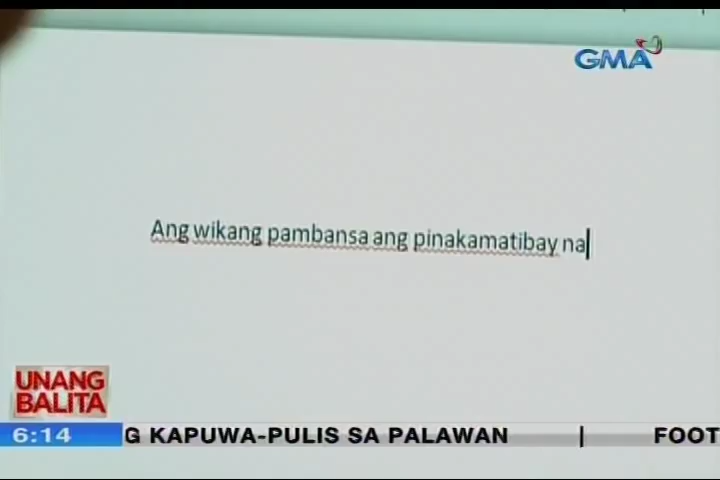 GMA
Ang wikang pambansa ang pinakamatibay na
UNANG
BALITA
6:14
G KAPUWA-PULIS SA PALAWAN | FOOT